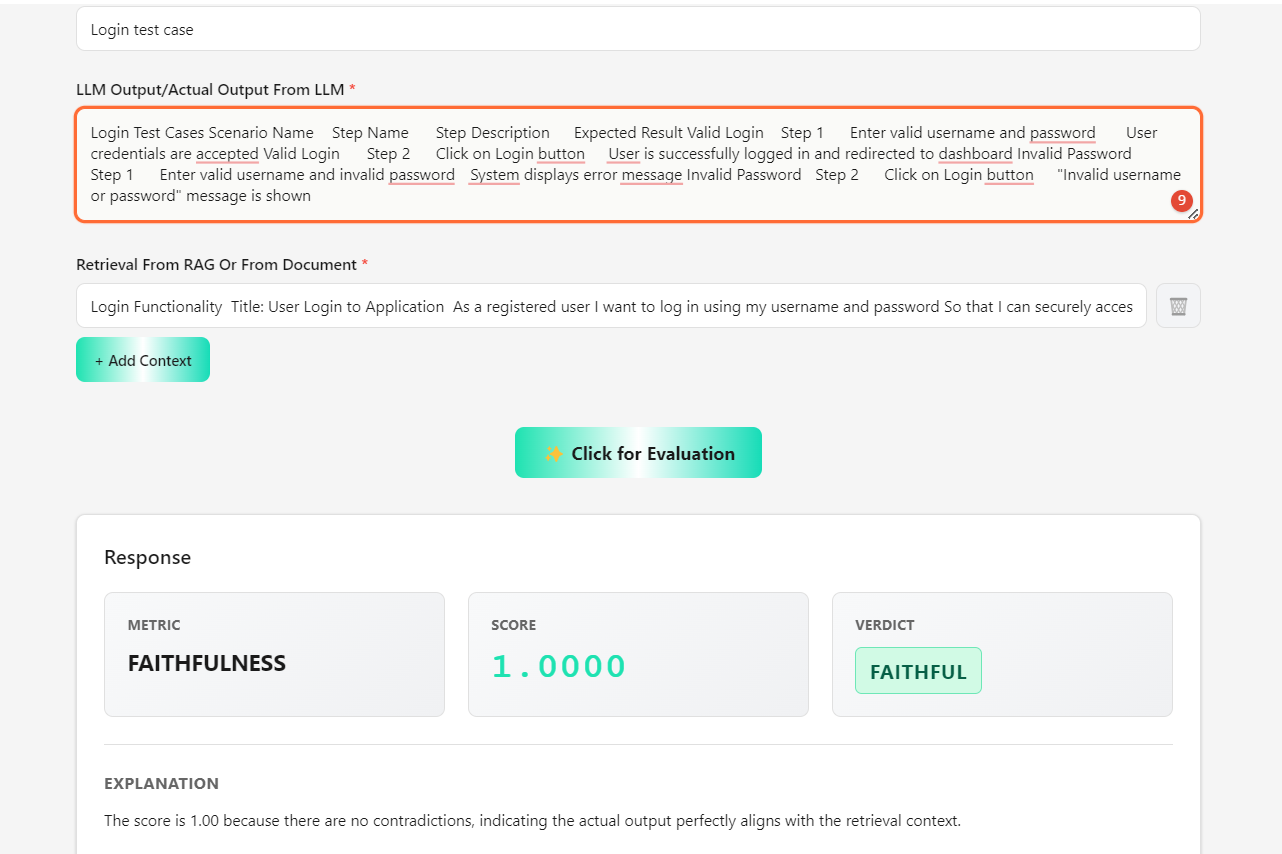 Login test case
LLM Output/Actual Output From LLM *
Login Test Cases Scenario Name Step Name Step Description Expected Result Valid Login Step 1 Enter valid username and password User
credentials are accepted Valid Login Step 2 Click on Login button User is successfully logged in and redirected to dashboard Invalid Password
Step 1 Enter valid username and invalid password System displays error message Invalid Password Step 2 Click on Login button "Invalid username
or password" message is shown
9
Retrieval From RAG Or From Document *
Login Functionality Title: User Login to Application As a registered user I want to log in using my username and password So that I can securely acces
+ Add Context
✨ Click for Evaluation
Response
METRIC
FAITHFULNESS
SCORE
1.0000
VERDICT
FAITHFUL
EXPLANATION
The score is 1.00 because there are no contradictions, indicating the actual output perfectly aligns with the retrieval context.